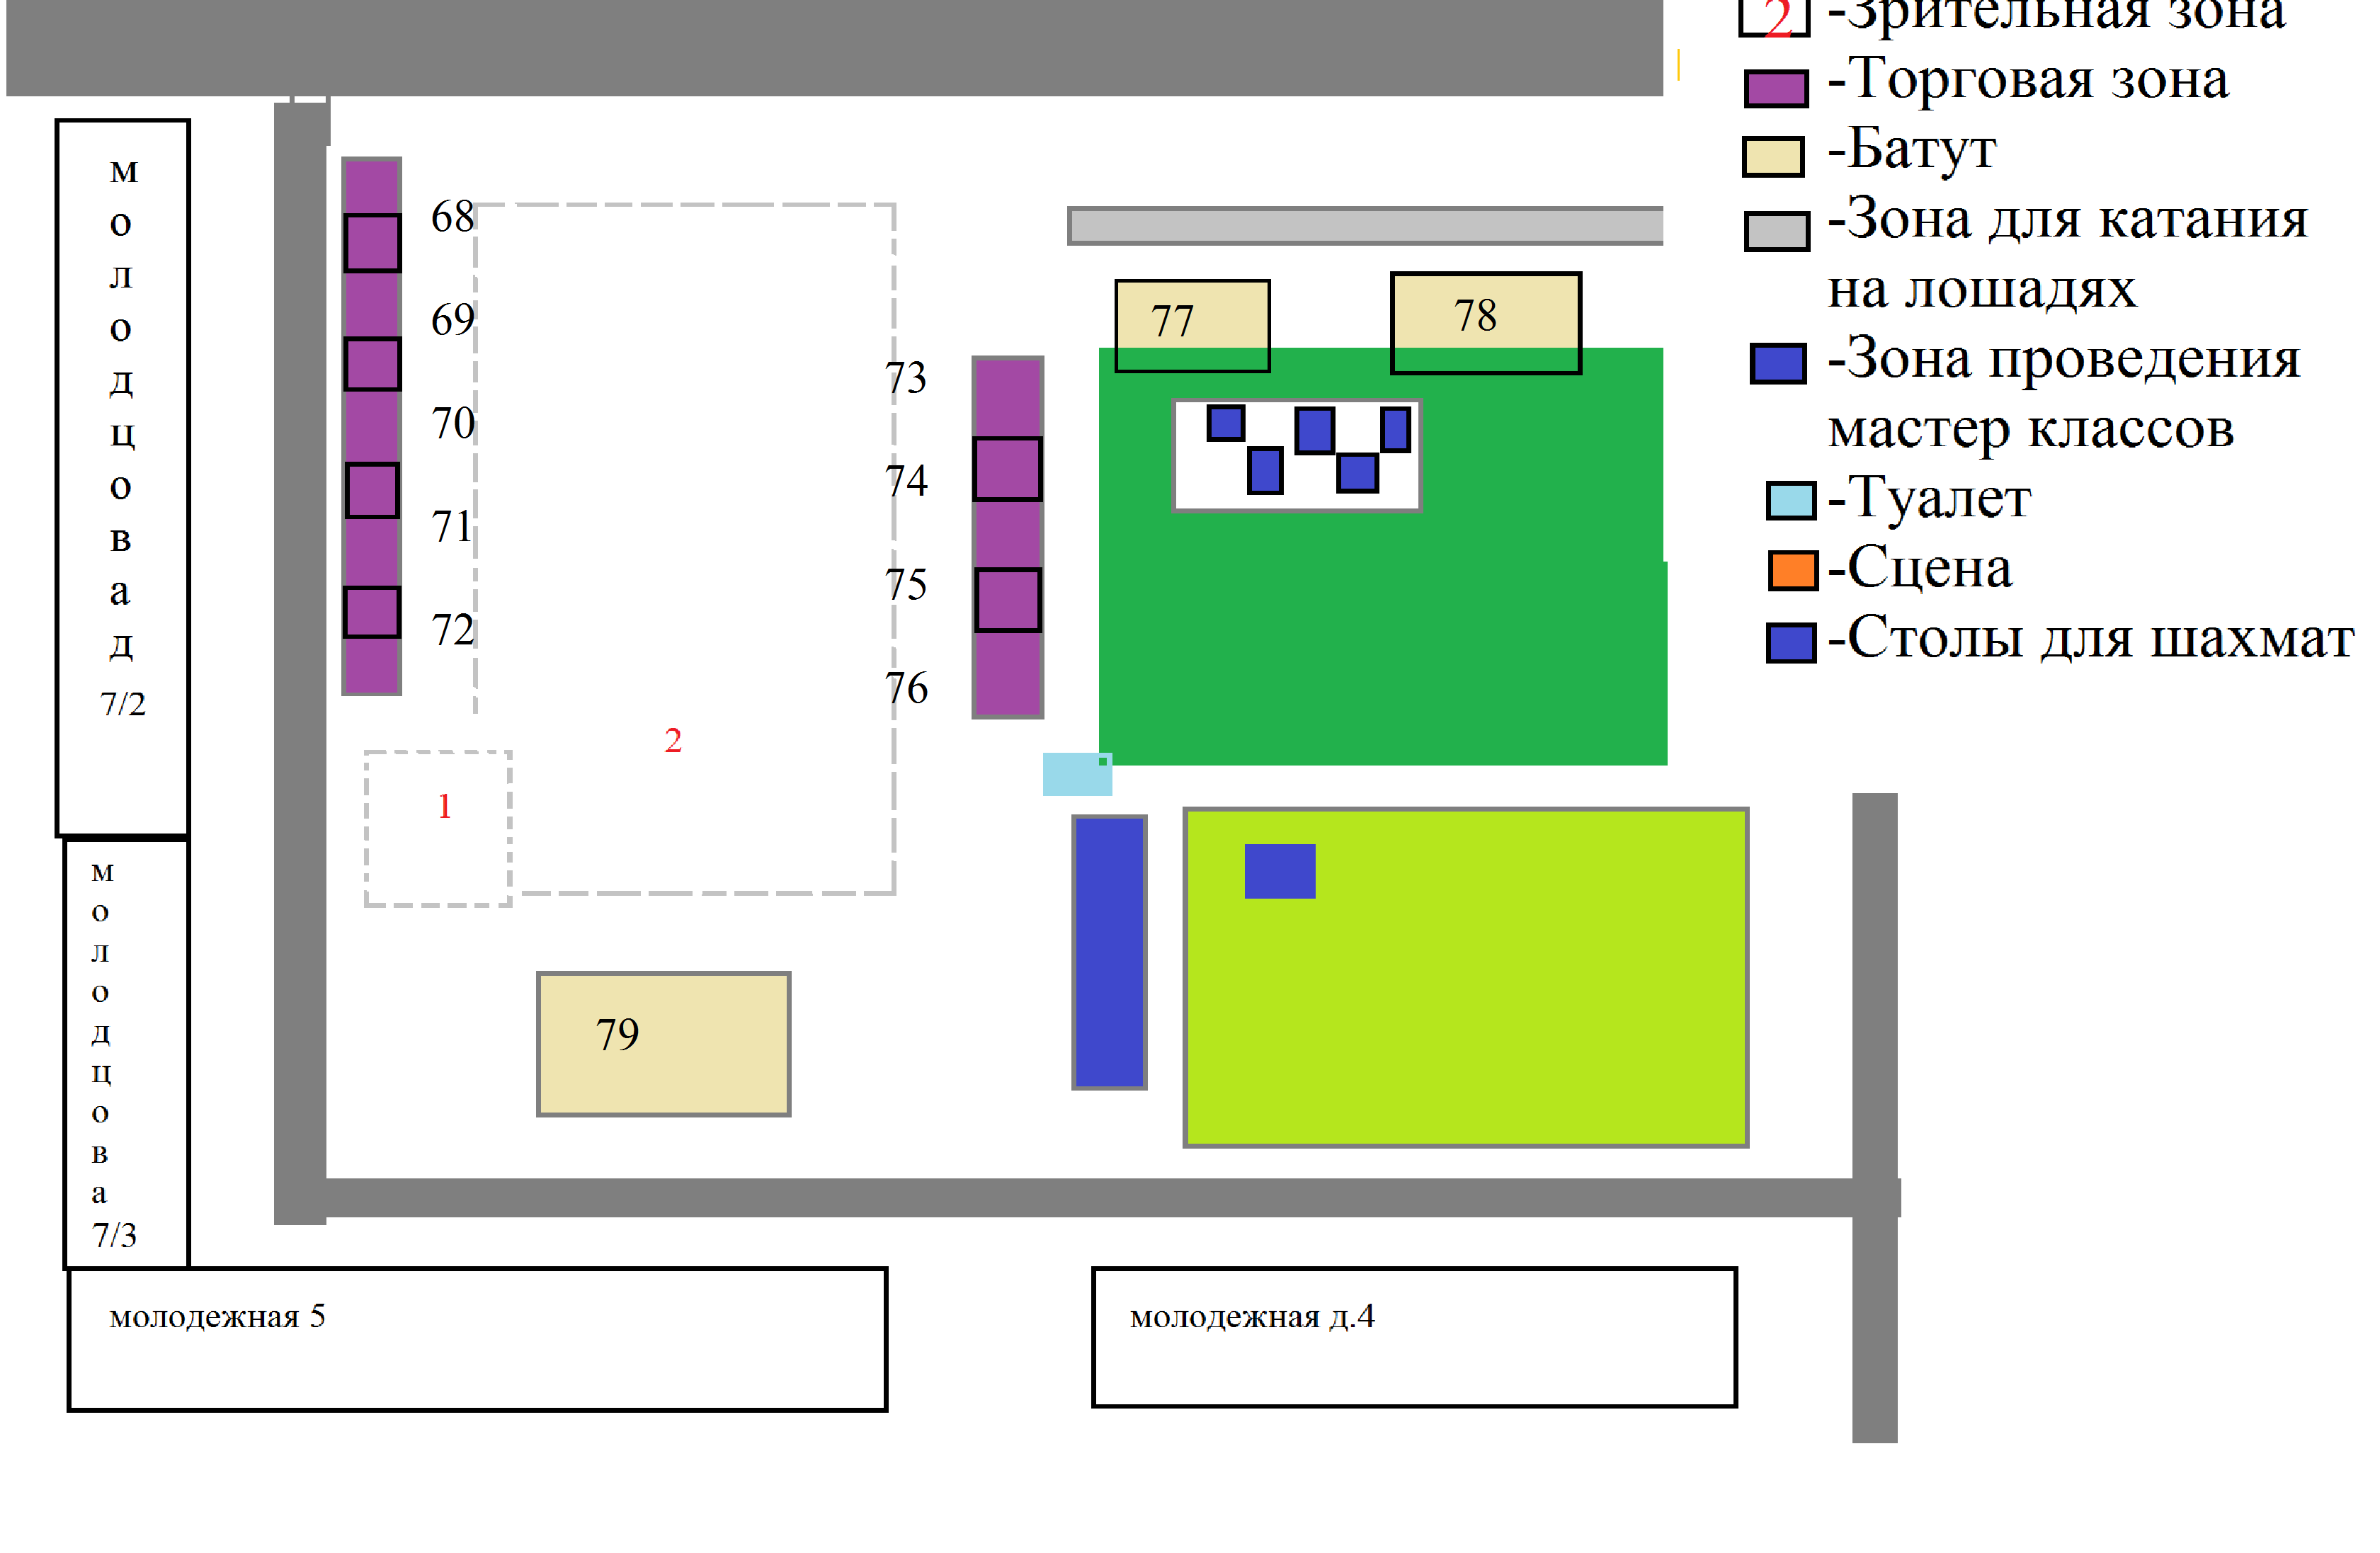 2 -Зрительная зона
-Торговая зона
-Батут
-Зона для катания
на лошадях
-Зона проведения
мастер классов
-Туалет
-Сцена
-Столы для шахмат
м
о
л
о
д
ц
о
в
а
д
7/2
м
о
л
о
д
ц
о
в
а
7/3
68
69
70
71
72
73
74
75
76
77
78
2
1
79
молодежная 5
молодежная д.4